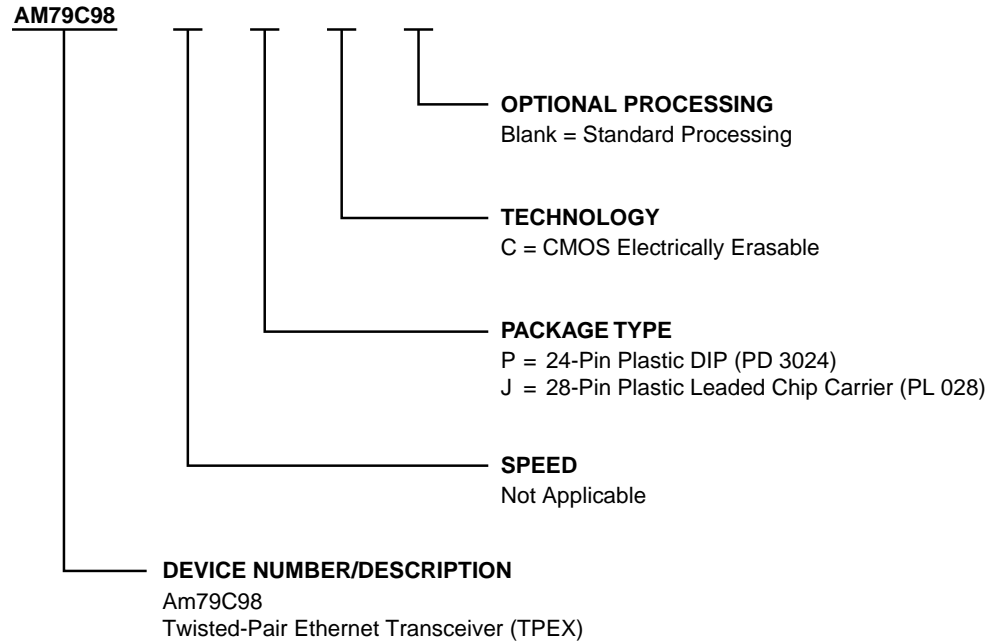 AM79C98
OPTIONAL PROCESSING
Blank = Standard Processing
TECHNOLOGY
C = CMOS Electrically Erasable
PACKAGE TYPE
P = 24-Pin Plastic DIP (PD 3024)
J = 28-Pin Plastic Leaded Chip Carrier (PL 028)
SPEED
Not Applicable
DEVICE NUMBER/DESCRIPTION
Am79C98
Twisted-Pair Ethernet Transceiver (TPEX)